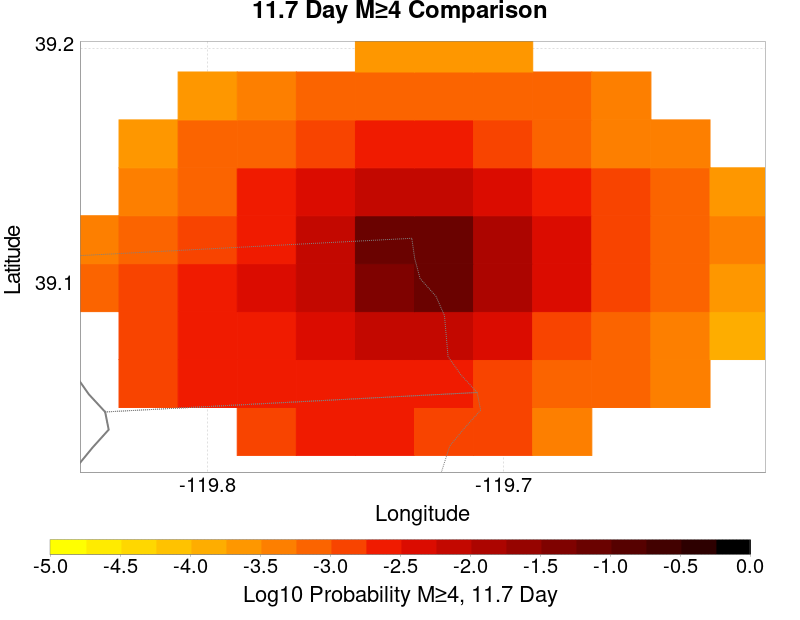 11.7 Day M≥4 Comparison
39.2
39.1
Latitude
-119.8 -119.7
Longitude
-5.0 -4.5 -4.0 -3.5 -3.0 -2.5 -2.0 -1.5 -1.0 -0.5 0.0
Log10 Probability M≥4, 11.7 Day